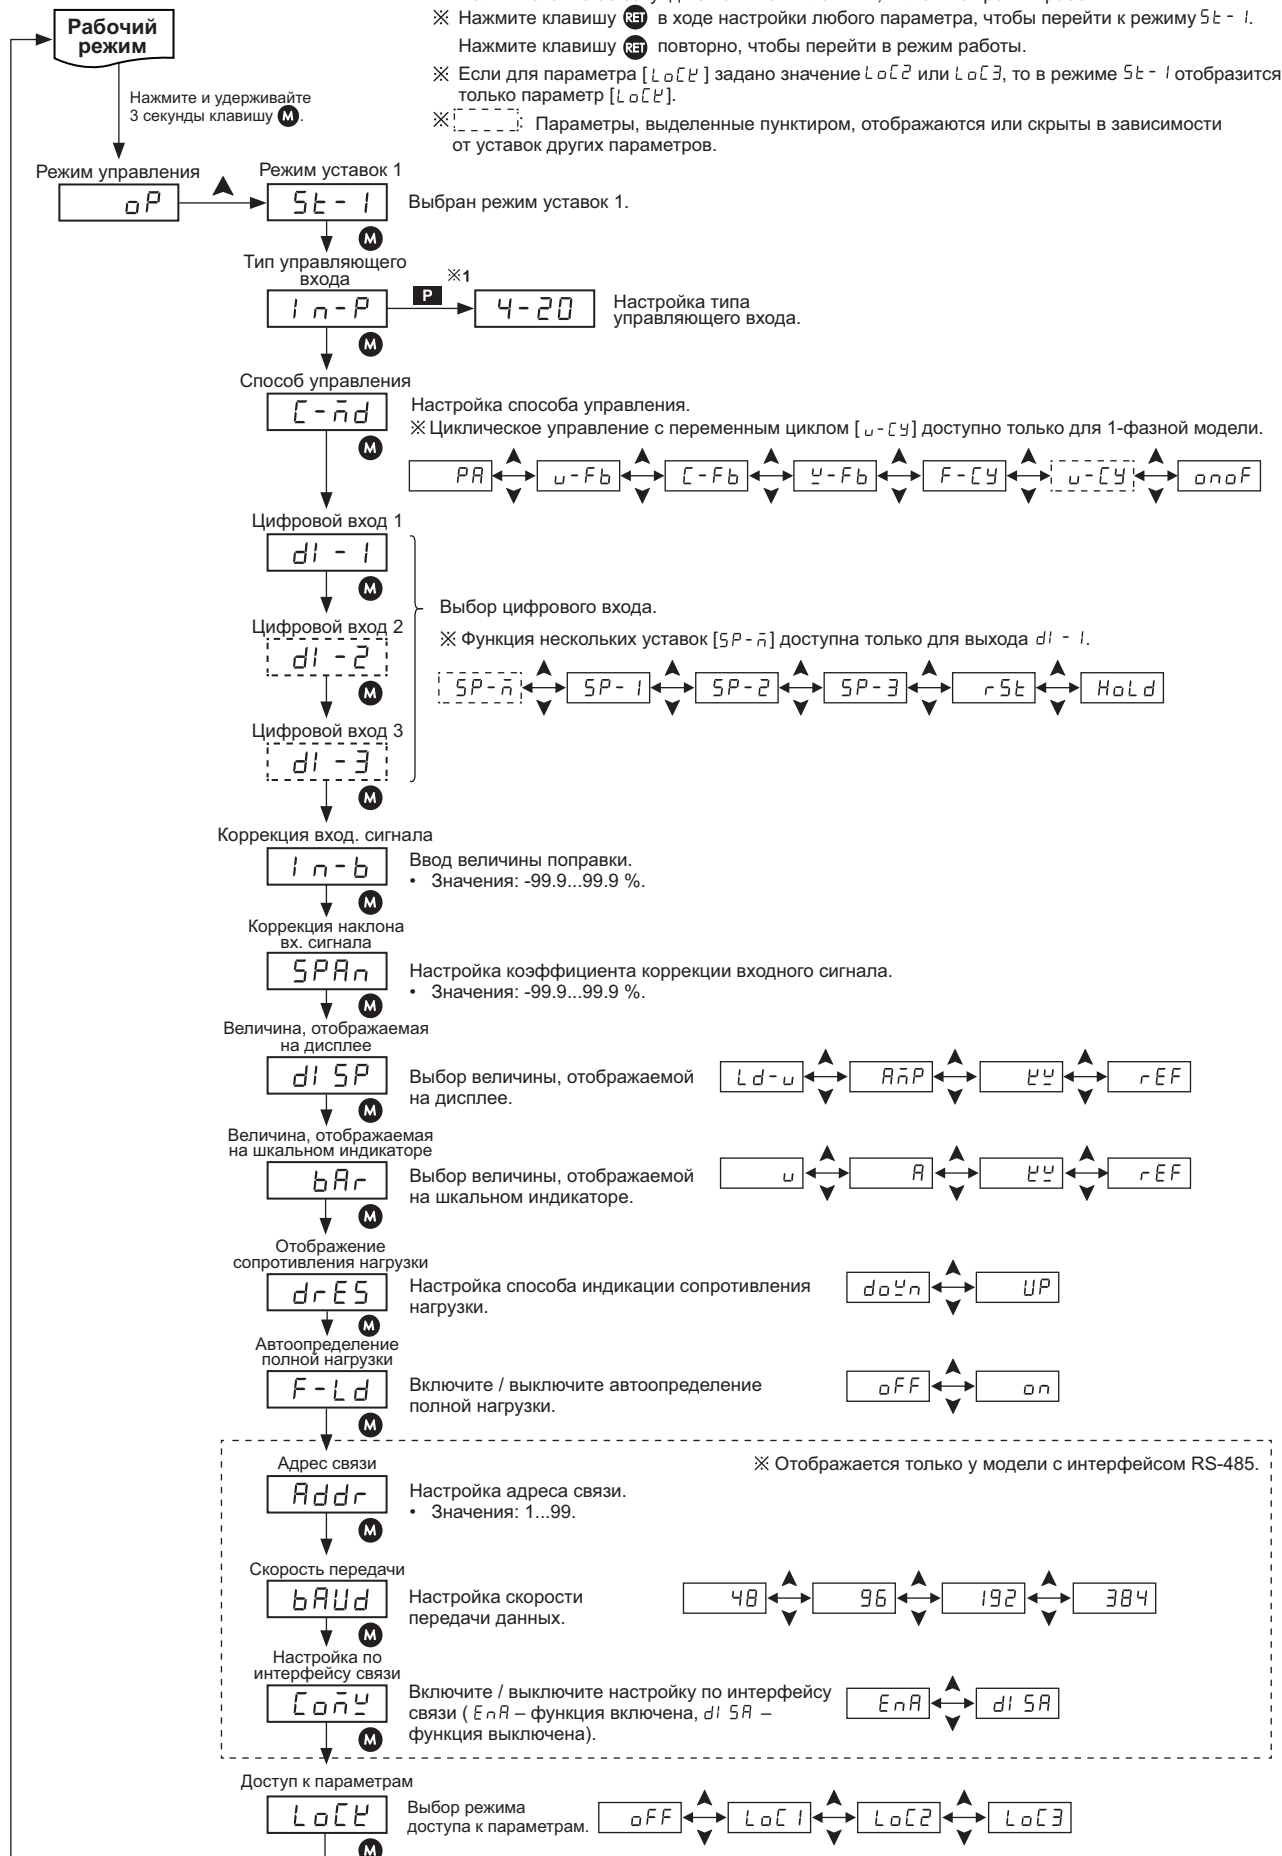 ※ Нажмите клавишу RET в ходе настройки любого параметра, чтобы перейти к режиму St-1.
Нажмите клавишу RET повторно, чтобы перейти в режим работы.
※ Если для параметра [LoCK] задано значение LoC2 или LoC3, то в режиме St-1 отобразится
только параметр [LoCK].
※ : Параметры, выделенные пунктиром, отображаются или скрыты в зависимости
от уставок других параметров.
Рабочий
режим
Нажмите и удерживайте
3 секунды клавишу M.
Режим управления
oP
Режим уставок 1
St-1
Выбран режим уставок 1.
M
Тип управляющего
входа
In-P
P
※1
4-20
Настройка типа
управляющего входа.
M
Способ управления
C-md
Настройка способа управления.
※ Циклическое управление с переменным циклом [v-Cy] доступно только для 1-фазной модели.
M
PA v-Fb C-Fb W-Fb F-Cy v-Cy onoF
Цифровой вход 1
dI-1
M
Цифровой вход 2
dI-2
M
Цифровой вход 3
dI-3
M
Выбор цифрового входа.
※ Функция нескольких уставок [SP-m] доступна только для выхода dI-1.
SP-m SP-1 SP-2 SP-3 rSt HoLd
Коррекция вход. сигнала
In-b
Ввод величины поправки.
• Значения: -99.9...99.9 %.
M
Коррекция наклона
вх. сигнала
SPAn
Настройка коэффициента коррекции входного сигнала.
• Значения: -99.9...99.9 %.
M
Величина, отображаемая
на дисплее
dISP
Выбор величины, отображаемой
на дисплее.
Ld-v AmP KW rEF
M
Величина, отображаемая
на шкальном индикаторе
bAr
Выбор величины, отображаемой
на шкальном индикаторе.
v A KW rEF
M
Отображение
сопротивления нагрузки
drES
Настройка способа индикации сопротивления
нагрузки.
doWn UP
M
Автоопределение
полной нагрузки
F-Ld
Включите / выключите автоопределение
полной нагрузки.
oFF on
M
※ Отображается только у модели с интерфейсом RS-485.
Адрес связи
Addr
Настройка адреса связи.
• Значения: 1...99.
M
Скорость передачи
bAUd
Настройка скорости
передачи данных.
48 96 192 384
M
Настройка по
интерфейсу связи
ComW
Включите / выключите настройку по интерфейсу
связи ( EnA – функция включена, dISA –
функция выключена).
EnA dISA
M
Доступ к параметрам
LoCK
Выбор режима
доступа к параметрам.
oFF LoC1 LoC2 LoC3
M